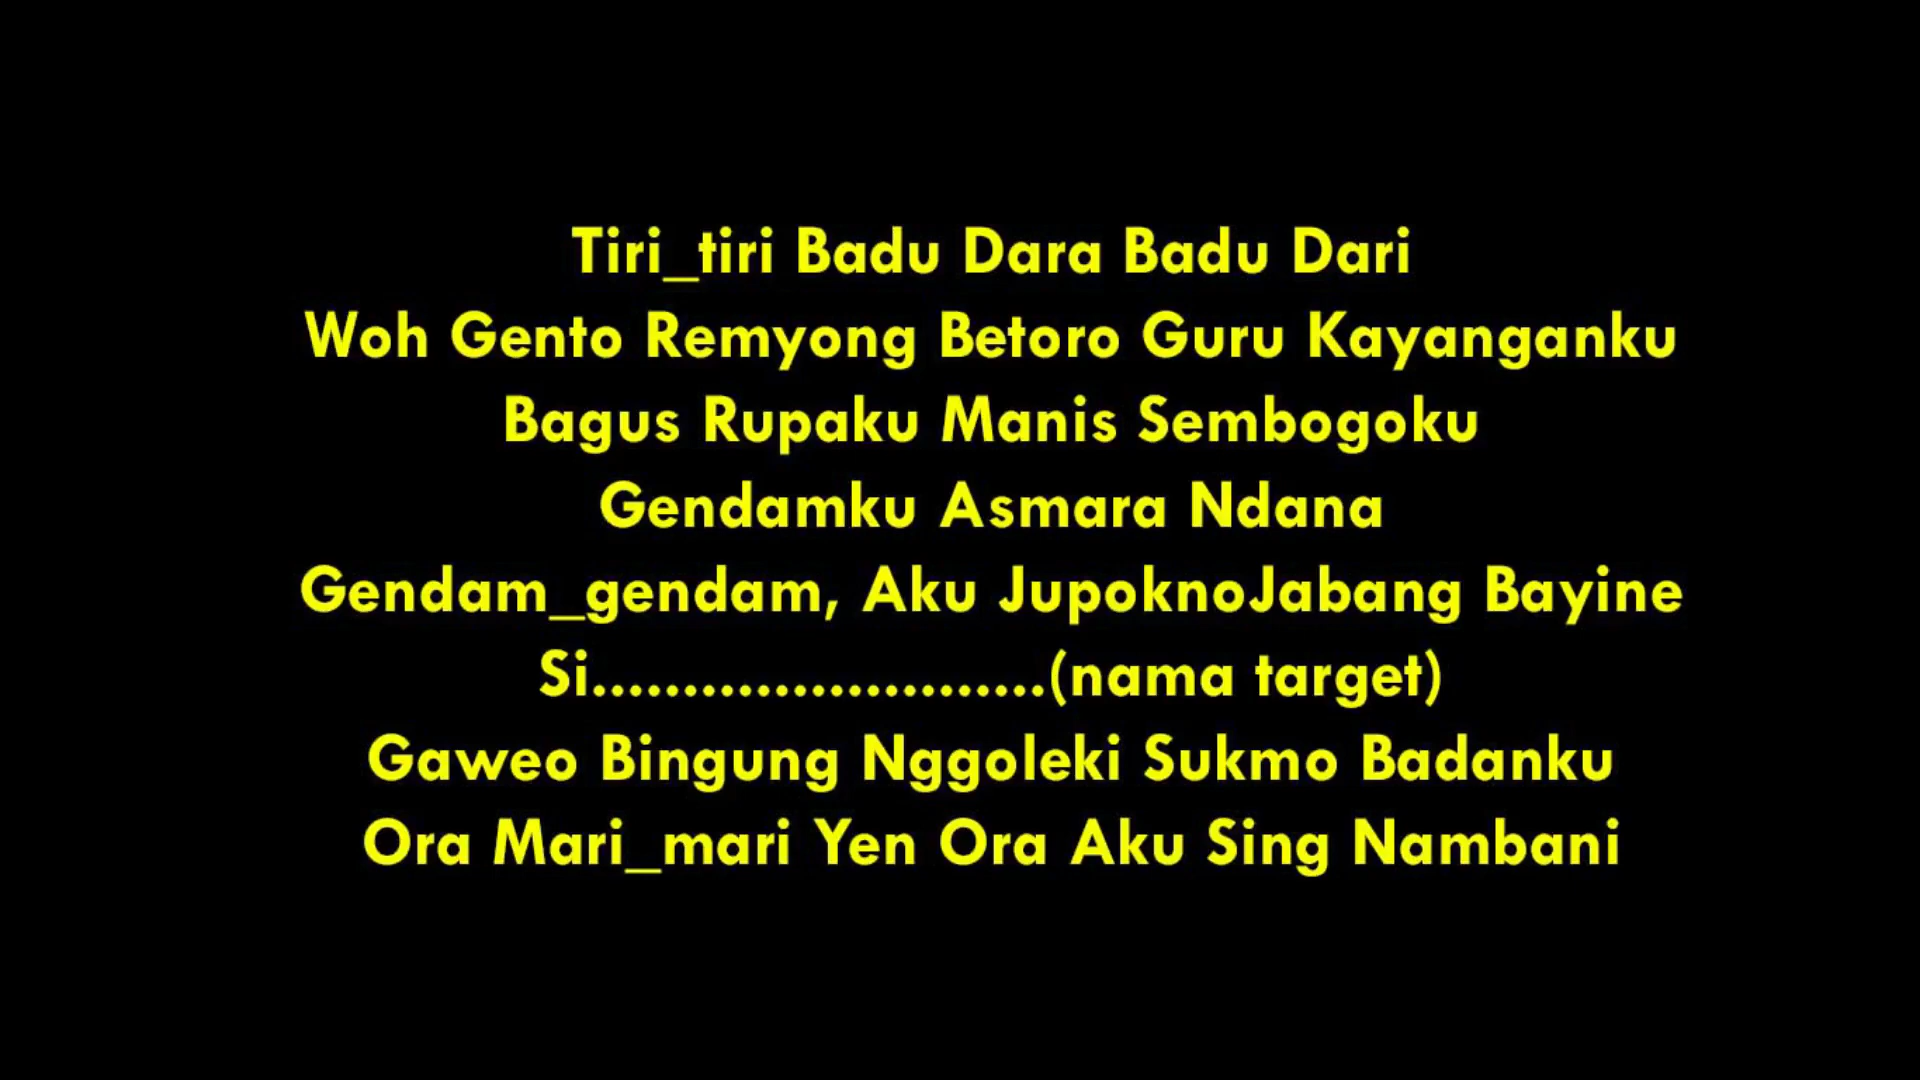 Tiri_tiri Badu Dara Badu Dari
Woh Gento Remyong Betoro Guru Kayanganku
Bagus Rupaku Manis Sembogoku
Gendamku Asmara Ndana
Gendam_gendam, Aku JupoknoJabang Bayine
Si.........................(nama target)
Gaweo Bingung Nggoleki Sukmo Badanku
Ora Mari_mari Yen Ora Aku Sing Nambani